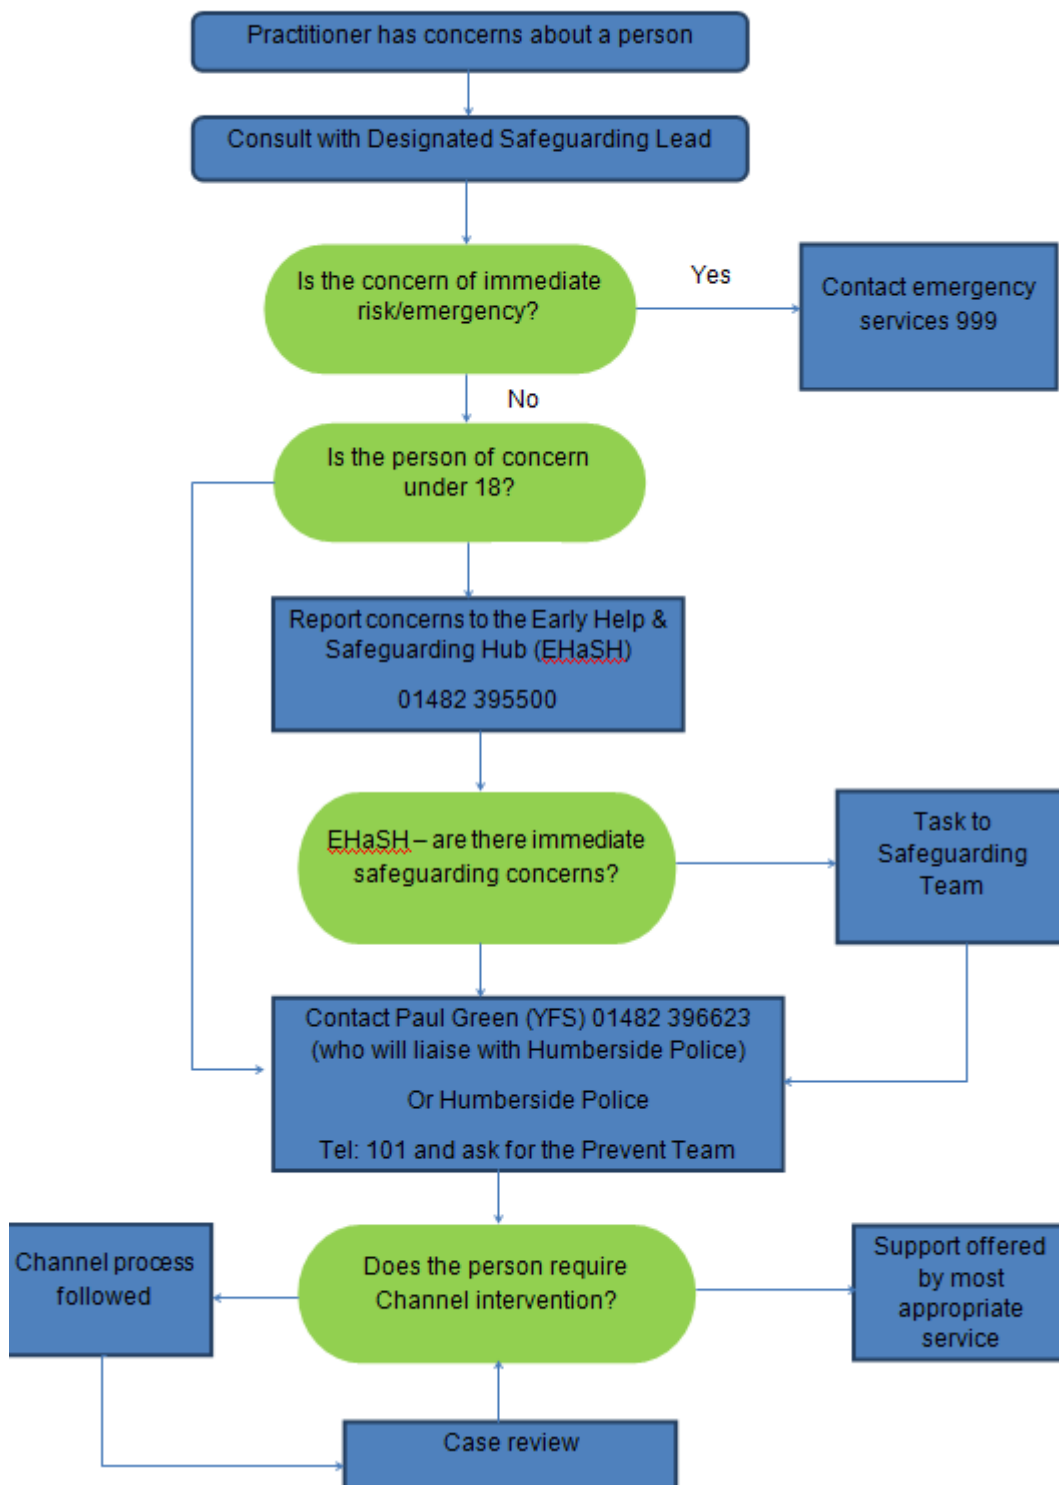 Practitioner has concerns about a person
Consult with Designated Safeguarding Lead
Is the concern of immediate
risk/emergency?
Yes
Contact emergency
services 999
No
Is the person of concern
under 18?
Report concerns to the Early Help &
Safeguarding Hub (EHaSH)
01482 395500
EHaSH – are there immediate
safeguarding concerns?
Task to
Safeguarding
Team
Contact Paul Green (YFS) 01482 396623
(who will liaise with Humberside Police)
Or Humberside Police
Tel: 101 and ask for the Prevent Team
Channel process
followed
Does the person require
Channel intervention?
Support offered
by most
appropriate
service
Case review